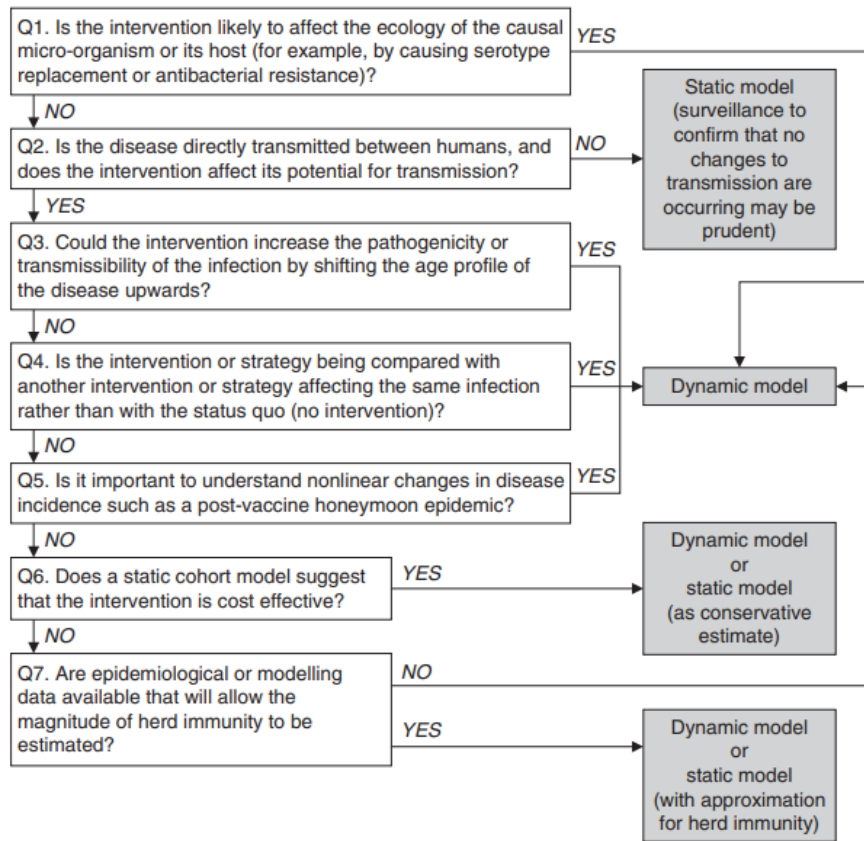 Q1. Is the intervention likely to affect the ecology of the causal
micro-organism or its host (for example, by causing serotype
replacement or antibacterial resistance)?
YES
NO
Static model
(surveillance to
confirm that no
changes to
transmission are
occurring may be
prudent)
Q2. Is the disease directly transmitted between humans, and
does the intervention affect its potential for transmission?
NO
YES
Q3. Could the intervention increase the pathogenicity or
transmissibility of the infection by shifting the age profile of
the disease upwards?
YES
NO
Q4. Is the intervention or strategy being compared with
another intervention or strategy affecting the same infection
rather than with the status quo (no intervention)?
YES
Dynamic model
NO
Q5. Is it important to understand nonlinear changes in disease
incidence such as a post-vaccine honeymoon epidemic?
YES
NO
Q6. Does a static cohort model suggest
that the intervention is cost effective?
YES
Dynamic model
or
static model
(as conservative
estimate)
NO
Q7. Are epidemiological or modelling
data available that will allow the
magnitude of herd immunity to be
estimated?
NO
YES
Dynamic model
or
static model
(with approximation
for herd immunity)